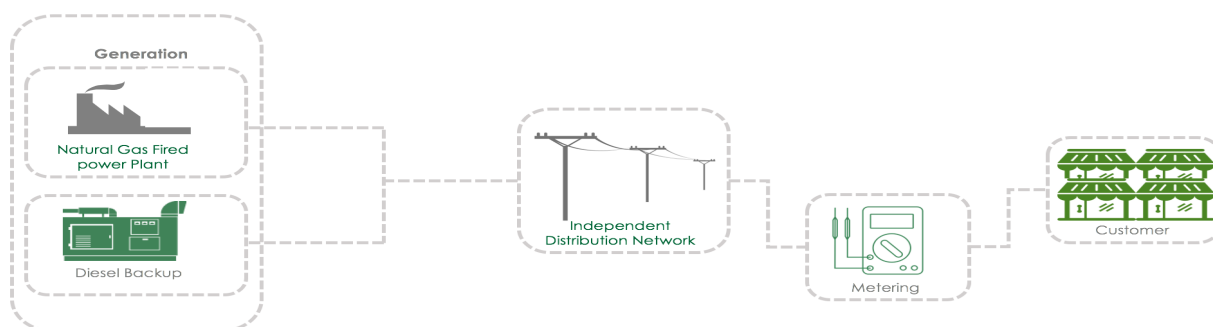 Generation
Natural Gas Fired
power Plant
Diesel Backup
Independent
Distribution Network
Metering
Customer